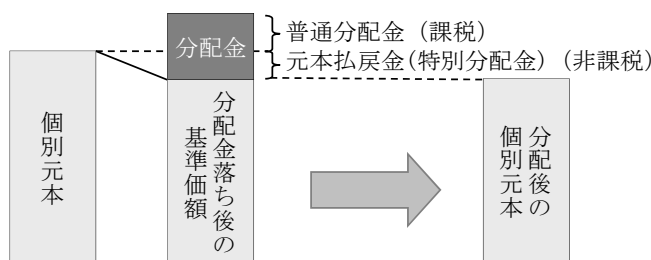 普通分配金（課税）
分配金
元本払戻金(特別分配金)（非課税）
個別元本
分配金落ち後の
基準価額
分配後の
個別元本